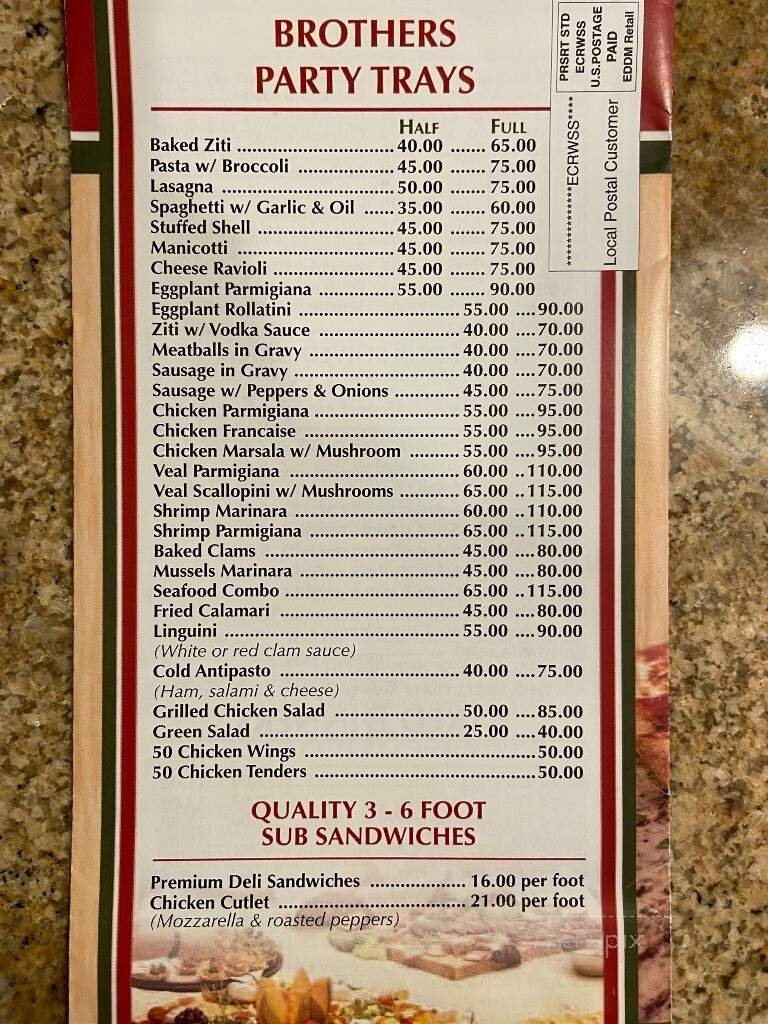 BROTHERS
PARTY TRAYS
HALF FULL
Baked Ziti ................................ 40.00 ....... 65.00
Pasta w/ Broccoli ................... 45.00 ....... 75.00
Lasagna ................................... 50.00 ....... 75.00
Spaghetti w/ Garlic & Oil ...... 35.00 ....... 60.00
Stuffed Shell ........................... 45.00 ....... 75.00
Manicotti ............................... 45.00 ....... 75.00
Cheese Ravioli ........................ 45.00 ....... 75.00
Eggplant Parmigiana ............... 55.00 ....... 90.00
Eggplant Rollatini ................................ 55.00 ....90.00
Ziti w/ Vodka Sauce ............................ 40.00 ....70.00
Meatballs in Gravy .............................. 40.00 ....70.00
Sausage in Gravy ................................. 40.00 ....70.00
Sausage w/ Peppers & Onions ............. 45.00 ....75.00
Chicken Parmigiana ............................. 55.00 ....95.00
Chicken Francaise ............................... 55.00 ....95.00
Chicken Marsala w/ Mushroom .......... 55.00 ....95.00
Veal Parmigiana .................................. 60.00 ..110.00
Veal Scallopini w/ Mushrooms ............ 65.00 ..115.00
Shrimp Marinara ................................. 60.00 ..110.00
Shrimp Parmigiana .............................. 65.00 ..115.00
Baked Clams ....................................... 45.00 ....80.00
Mussels Marinara ................................ 45.00 ....80.00
Seafood Combo ................................... 65.00 ..115.00
Fried Calamari .................................... 45.00 ....80.00
Linguini ............................................... 55.00 ....90.00
(White or red clam sauce)
Cold Antipasto .................................... 40.00 ....75.00
(Ham, salami & cheese)
Grilled Chicken Salad ......................... 50.00 ....85.00
Green Salad ........................................ 25.00 ....40.00
50 Chicken Wings ..............................................50.00
50 Chicken Tenders ............................................50.00
QUALITY 3 - 6 FOOT
SUB SANDWICHES
Premium Deli Sandwiches ................... 16.00 per foot
Chicken Cutlet ..................................... 21.00 per foot
(Mozzarella & roasted peppers)
PRSRT STD
ECRWSS
U.S.POSTAGE
PAID
EDDM Retail
***************ECRWSS****
Local Postal Customer